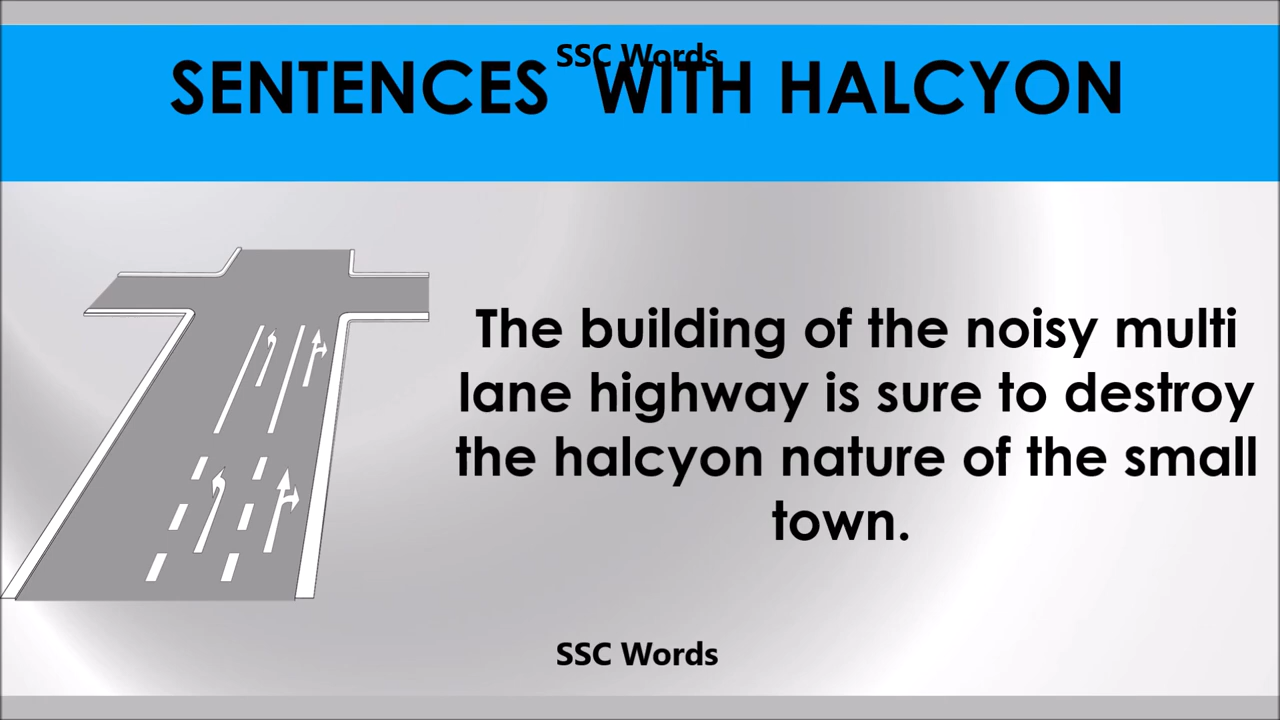 SSC Words
SENTENCES WITH HALCYON
The building of the noisy multi
lane highway is sure to destroy
the halcyon nature of the small
town.
SSC Words